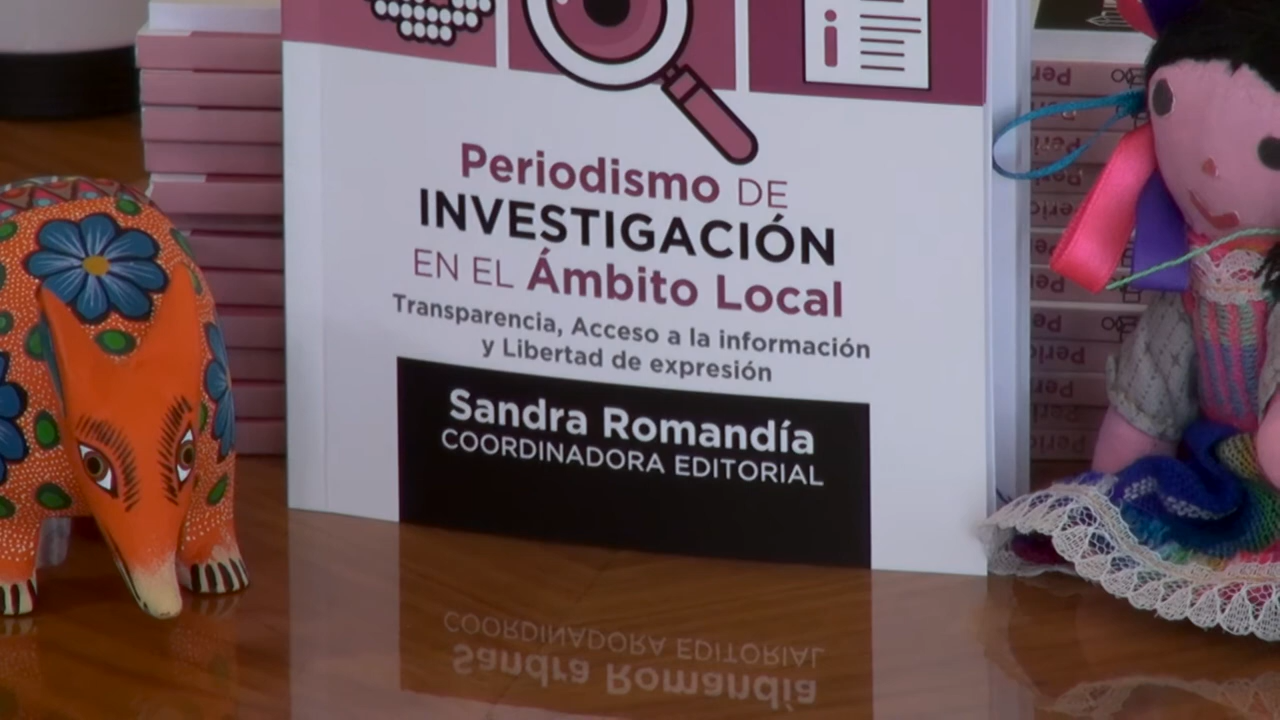 Periodismo DE
INVESTIGACIÓN
EN EL Ámbito Local
Transparencia, Acceso a la información
y Libertad de expresión
Sandra Romandía
COORDINADORA EDITORIAL